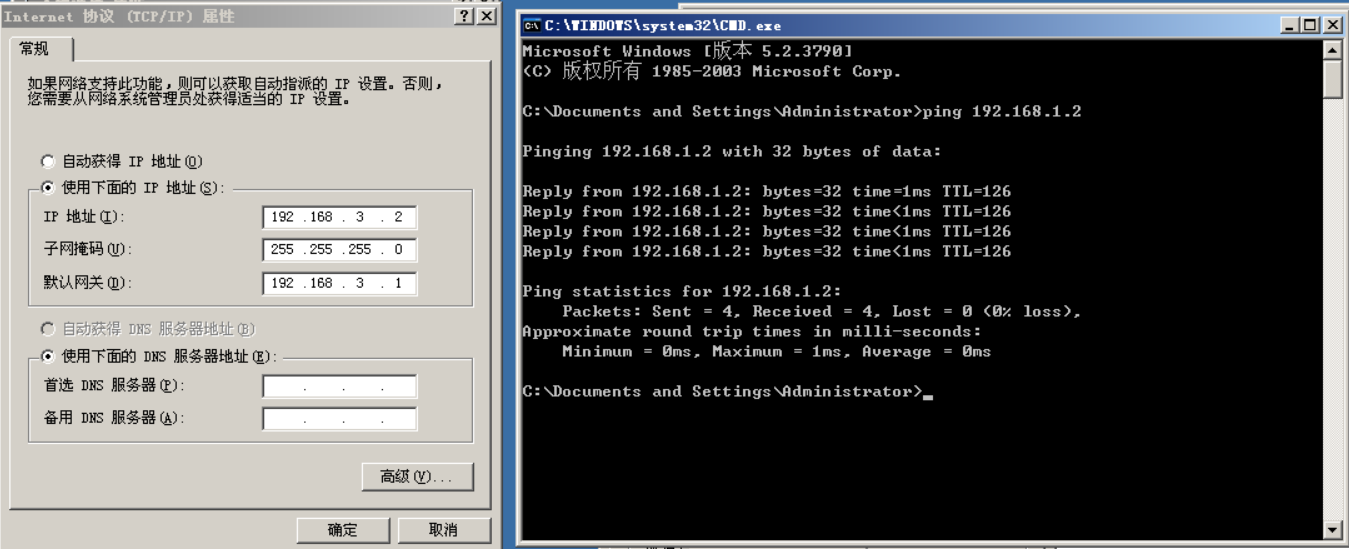 Internet 协议 (TCP/IP) 属性
常规
如果网络支持此功能，则可以获取自动指派的 IP 设置。否则，
您需要从网络系统管理员处获得适当的 IP 设置。
自动获得 IP 地址(O)
使用下面的 IP 地址(S):
IP 地址(I): 192 .168 . 3 . 2
子网掩码(U): 255 .255 .255 . 0
默认网关(D): 192 .168 . 3 . 1
自动获得 DNS 服务器地址(B)
使用下面的 DNS 服务器地址(E):
首选 DNS 服务器(P): . . .
备用 DNS 服务器(A): . . .
高级(V)...
确定 取消
C:\WINDOWS\system32\CMD.exe
Microsoft Windows [版本 5.2.3790]
(C) 版权所有 1985-2003 Microsoft Corp.
C:\Documents and Settings\Administrator>ping 192.168.1.2
Pinging 192.168.1.2 with 32 bytes of data:
Reply from 192.168.1.2: bytes=32 time=1ms TTL=126
Reply from 192.168.1.2: bytes=32 time<1ms TTL=126
Reply from 192.168.1.2: bytes=32 time<1ms TTL=126
Reply from 192.168.1.2: bytes=32 time<1ms TTL=126
Ping statistics for 192.168.1.2:
Packets: Sent = 4, Received = 4, Lost = 0 (0% loss),
Approximate round trip times in milli-seconds:
Minimum = 0ms, Maximum = 1ms, Average = 0ms
C:\Documents and Settings\Administrator>_